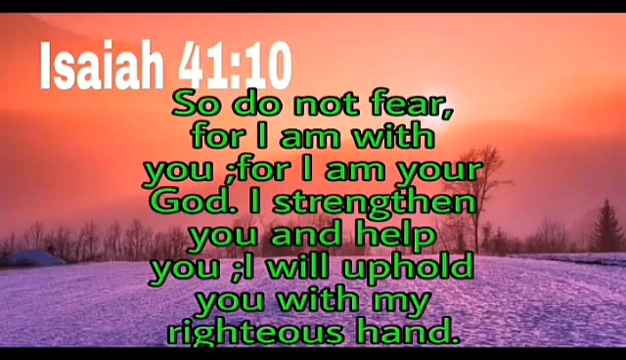 Isaiah 41:10
So do not fear,
for I am with
you ;for I am your
God. I strengthen
you and help
you ;I will uphold
you with my
righteous hand.